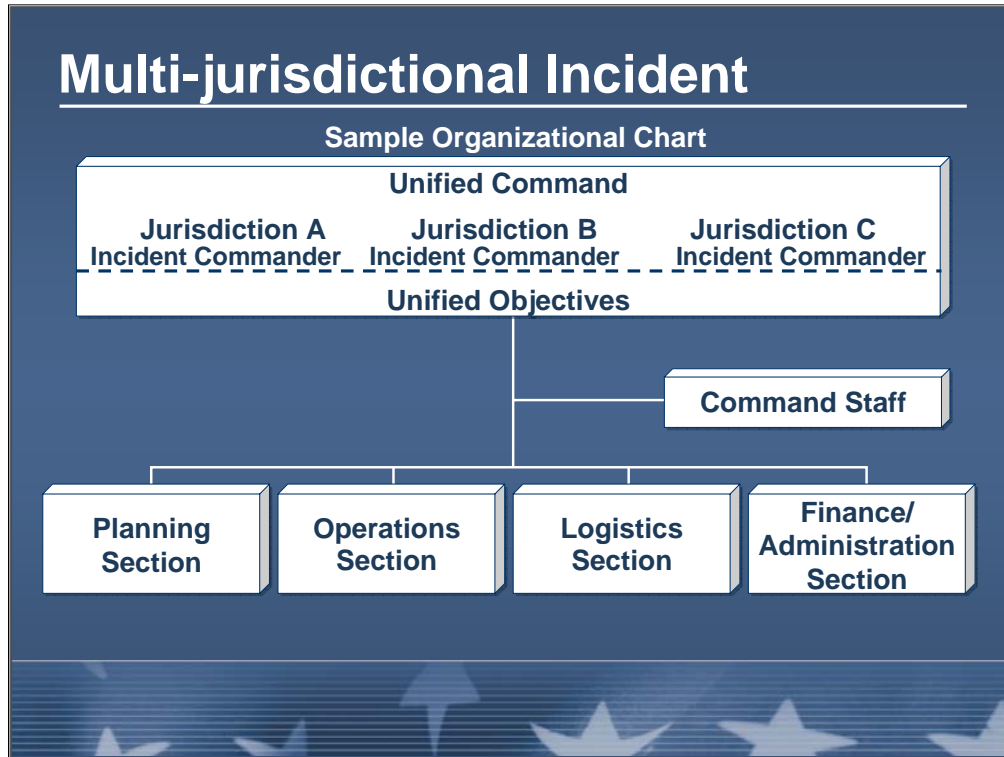 Multi-jurisdictional Incident
Sample Organizational Chart
Unified Command
Jurisdiction A
Incident Commander
Jurisdiction B
Incident Commander
Jurisdiction C
Incident Commander
Unified Objectives
Command Staff
Planning
Section
Operations
Section
Logistics
Section
Finance/
Administration
Section